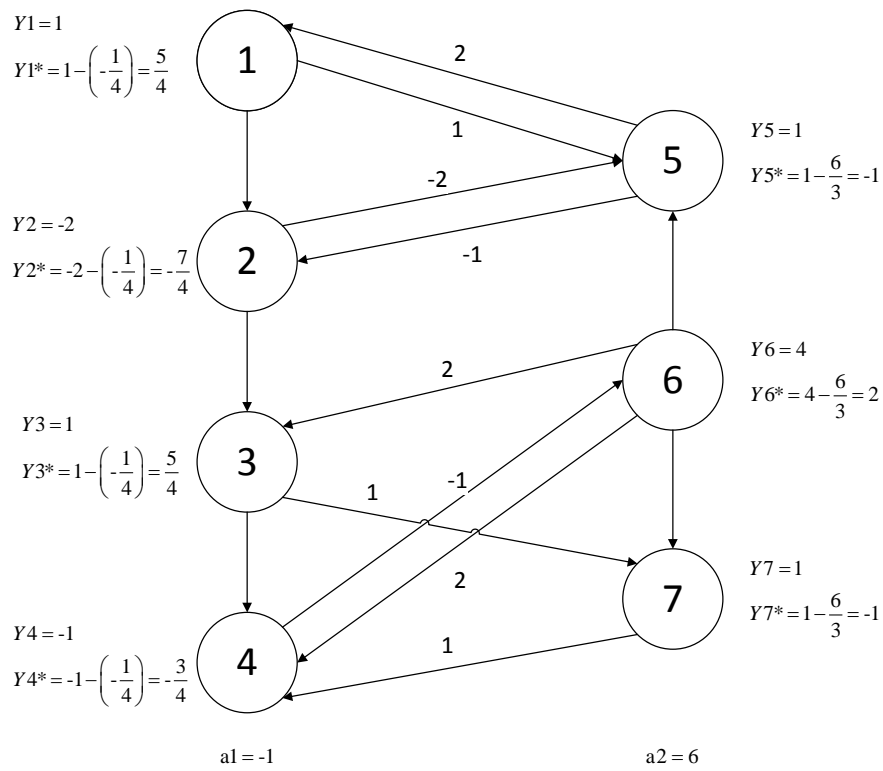 Y1 = 1
Y1* = 1 − (-1/4) = 5/4
1
2
1
5
Y5 = 1
Y5* = 1 − 6/3 = -1
-2
Y2 = -2
Y2* = -2 − (-1/4) = -7/4
2
-1
2
6
Y6 = 4
Y6* = 4 − 6/3 = 2
Y3 = 1
Y3* = 1 − (-1/4) = 5/4
3
1
-1
2
7
Y7 = 1
Y7* = 1 − 6/3 = -1
Y4 = -1
Y4* = -1 − (-1/4) = -3/4
4
1
a1 = -1
a2 = 6